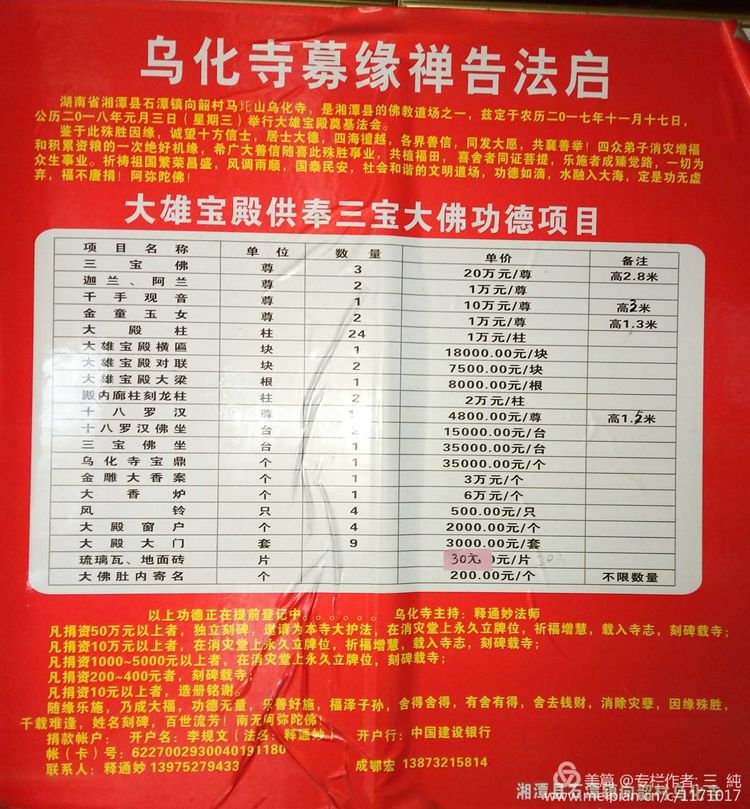 乌化寺募缘禅告法启
湖南省湘潭县石潭镇向韶村马坨山乌化寺，是湘潭县的佛教道场之一，兹定于农历二O一七年十一月十七日，
公历二O一八年元月三日（星期三）举行大雄宝殿奠基法会。
鉴于此殊胜因缘，诚望十方信士，居士大德，四海檀越，各界善信，同发大愿，共襄善举！四众弟子消灾增福
和积累资粮的一次绝好机缘，希广大善信随喜此殊胜事业，共植福田，喜舍者同证菩提，乐施者成臻觉路，一切为
众生事业。祈祷祖国繁荣昌盛，风调雨顺，国泰民安，社会和谐的文明道场，功德如滴，水融入大海，定是功无虚
弃，福不唐捐！阿弥陀佛！
大雄宝殿供奉三宝大佛功德项目
项目名称 单位 数量 单价 备注
三宝佛 尊 3 20万元/尊 高2.8米
迦兰、阿兰 尊 2 1万元/尊
千手观音 尊 1 10万元/尊 高3米
金童玉女 尊 2 1万元/尊 高1.3米
大殿柱 柱 24 1万元/柱
大雄宝殿横匾 块 1 18000.00元/块
大雄宝殿对联 块 2 7500.00元/块
大雄宝殿大梁 根 1 8000.00元/根
殿内廊柱刻龙柱 柱 2 2万元/柱
十八罗汉 尊 1 4800.00元/尊 高1.5米
十八罗汉佛坐 台 2 15000.00元/台
三宝佛坐 台 1 35000.00元/台
乌化寺宝鼎 个 1 35000.00元/个
金雕大香案 个 1 3万元/个
大香炉 个 1 6万元/个
风铃 只 4 500.00元/只
大殿窗户 个 4 2000.00元/个
大殿大门 套 9 3000.00元/套
琉璃瓦、地面砖 片 30元 0元/片
大佛肚内寄名 个 200.00元/个 不限数量
以上功德正在提前登记中。。。。。。 乌化寺主持：释通妙法师
凡捐资50万元以上者，独立刻碑，邀请为本寺大护法，在消灾堂上永久立牌位，祈福增慧，载入寺志，刻碑载寺；
凡捐资10万元以上者，在消灾堂上永久立牌位，祈福增慧，载入寺志，刻碑载寺；
凡捐资1000~5000元以上者，在消灾堂上永久立牌位，刻碑载寺；
凡捐资200~400元者，刻碑载寺；
凡捐资10元以上者，造册铭谢。
随缘乐施，乃成大福，功德无量，乐善好施，福泽子孙，舍得舍得，有舍有得，舍去钱财，消除灾孽，因缘殊胜，
千载难逢，姓名刻碑，百世流芳！南无阿弥陀佛！
捐款帐户： 开户名：李规文（法名：释通妙） 开户行：中国建设银行
帐（卡）号：6227002930040191180
联系人：释通妙 13975279433 成鄂宏 13873215814
湘潭县石潭镇向韶村乌化寺
美篇 @专栏作者：三 純
www.meipian.cn/c/1171017